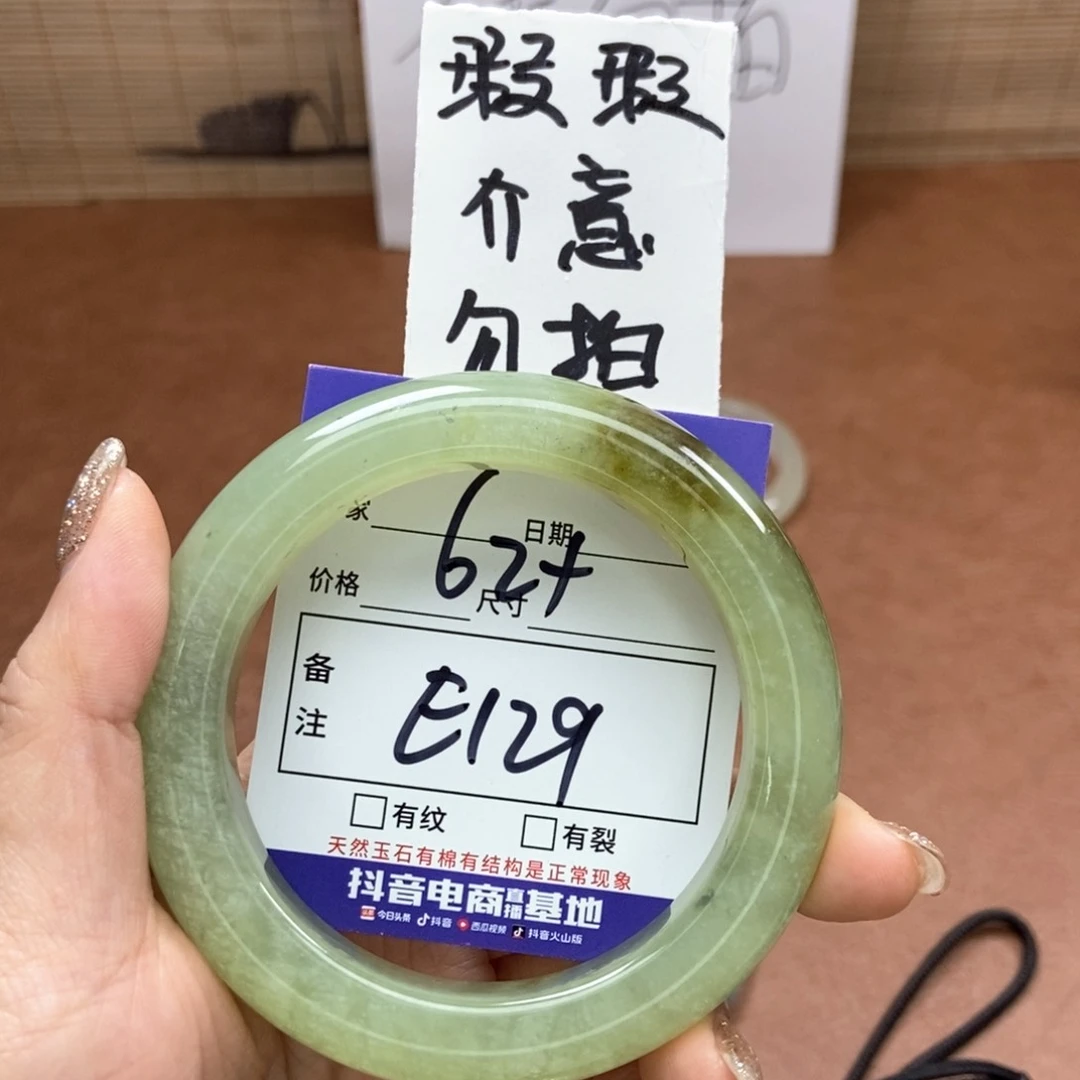 瑕瑕
介意
勿拍
家 日期
62+
价格 尺寸
备注
E129
有纹 有裂
天然玉石有棉有结构是正常现象
抖音电商直播基地
今日头条 抖音 西瓜视频 抖音火山版